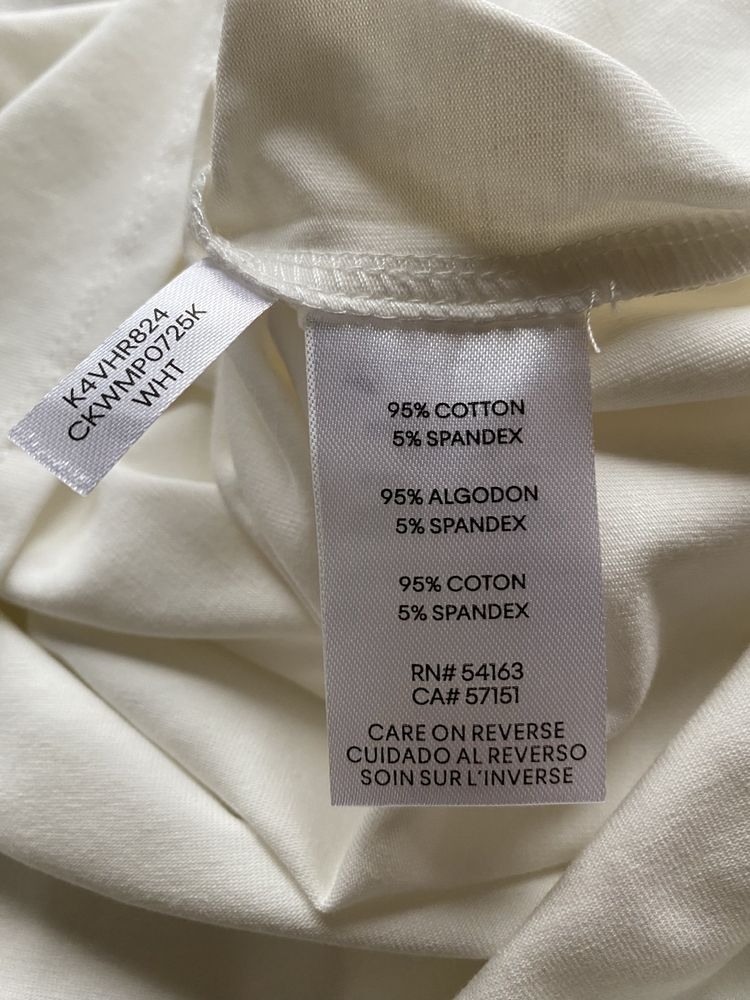 K4VHR824
CKWMP0725K
WHT
95% COTTON
5% SPANDEX
95% ALGODON
5% SPANDEX
95% COTON
5% SPANDEX
RN# 54163
CA# 57151
CARE ON REVERSE
CUIDADO AL REVERSO
SOIN SUR L'INVERSE